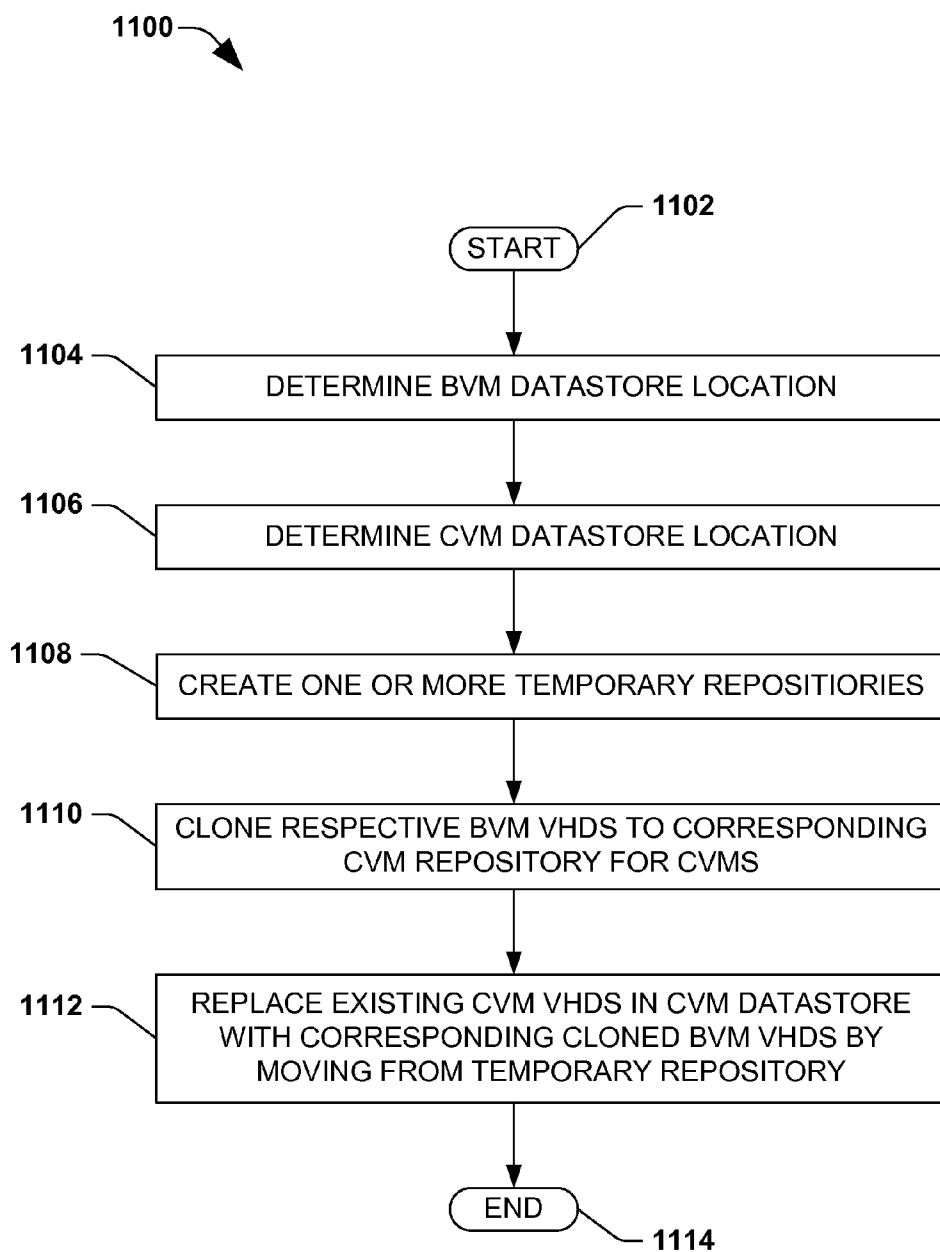 1100
1102
START
1104
DETERMINE BVM DATASTORE LOCATION
1106
DETERMINE CVM DATASTORE LOCATION
1108
CREATE ONE OR MORE TEMPORARY REPOSITIORIES
1110
CLONE RESPECTIVE BVM VHDS TO CORRESPONDING
CVM REPOSITORY FOR CVMS
1112
REPLACE EXISTING CVM VHDS IN CVM DATASTORE
WITH CORRESPONDING CLONED BVM VHDS BY
MOVING FROM TEMPORARY REPOSITORY
END
1114